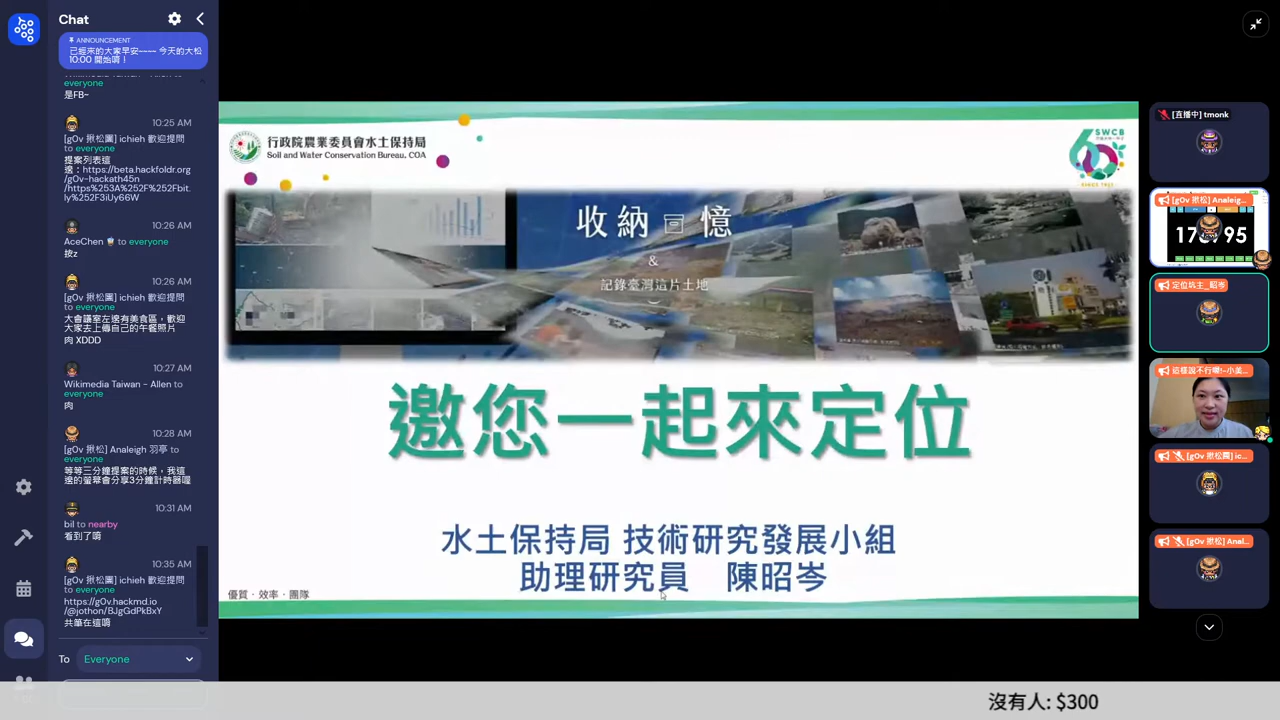 Chat
ANNOUNCEMENT
已經來的大家早安~~~~ 今天的大松
10:00 開始唷！
everyone
是FB~
10:25 AM
[g0v 揪松團] ichieh 歡迎提問
to everyone
提案列表這
邊：https://beta.hackfoldr.org
/g0v-hackath45n
/https%253A%252F%252Fbit.
ly%252F3iUy66W
10:26 AM
AceChen to everyone
按z
10:26 AM
[g0v 揪松團] ichieh 歡迎提問
to everyone
大會議室左邊有美食區，歡迎
大家去上傳自己的午餐照片
肉 XDDD
10:27 AM
Wikimedia Taiwan - Allen to
everyone
肉
10:28 AM
[g0v 揪松] Analeigh 羽亭 to
everyone
等等三分鐘提案的時候，我這
邊的螢幕會分享3分鐘計時器喔
10:31 AM
bil to nearby
看到了唷
10:35 AM
[g0v 揪松團] ichieh 歡迎提問
to everyone
https://g0v.hackmd.io
/@jothon/BJgGdPkBxY
共筆在這唷
To Everyone
行政院農業委員會水土保持局
Soil and Water Conservation Bureau, COA
SWCB
SINCE 1961
收納 憶
&
記錄臺灣這片土地
邀您一起來定位
水土保持局 技術研究發展小組
助理研究員 陳昭岑
優質．效率．團隊
[直播中] tmonk
[g0v 揪松] Analeig...
定位坑主_昭岑
這樣說不行喔!~小美...
[g0v 揪松團] ic...
[g0v 揪松] Anal...
沒有人: $300